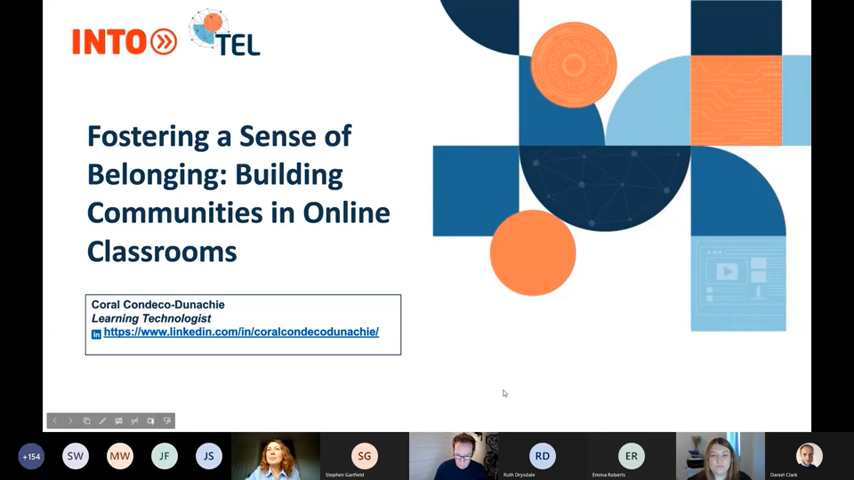 INTO
TEL
Fostering a Sense of
Belonging: Building
Communities in Online
Classrooms
Coral Condeco-Dunachie
Learning Technologist
in https://www.linkedin.com/in/coralcondecodunachie/
+154
SW
MW
JF
JS
SG
RD
ER
Stephen Garfield
Ruth Drysdale
Emma Roberts
Daniel Clark